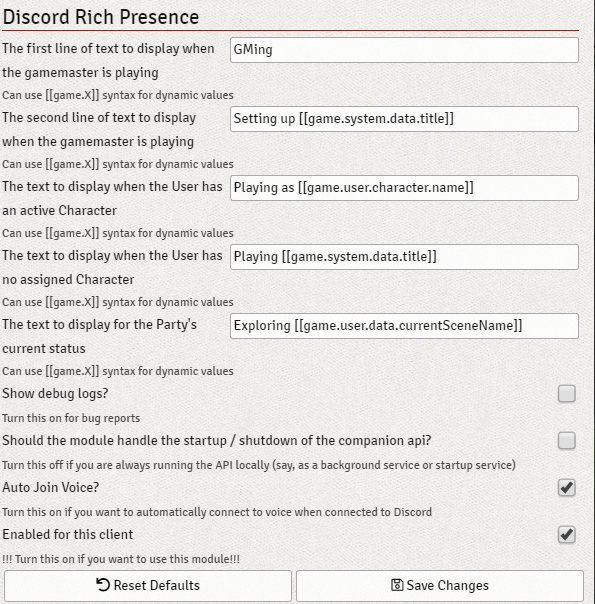 Discord Rich Presence
The first line of text to display when
the gamemaster is playing
GMing
Can use [[game.X]] syntax for dynamic values
The second line of text to display
when the gamemaster is playing
Setting up [[game.system.data.title]]
Can use [[game.X]] syntax for dynamic values
The text to display when the User has
an active Character
Playing as [[game.user.character.name]]
Can use [[game.X]] syntax for dynamic values
The text to display when the User has
no assigned Character
Playing [[game.system.data.title]]
Can use [[game.X]] syntax for dynamic values
The text to display for the Party's
current status
Exploring [[game.user.data.currentSceneName]]
Can use [[game.X]] syntax for dynamic values
Show debug logs?
Turn this on for bug reports
Should the module handle the startup / shutdown of the companion api?
Turn this off if you are always running the API locally (say, as a background service or startup service)
Auto Join Voice?
Turn this on if you want to automatically connect to voice when connected to Discord
Enabled for this client
!!! Turn this on if you want to use this module!!!
Reset Defaults
Save Changes